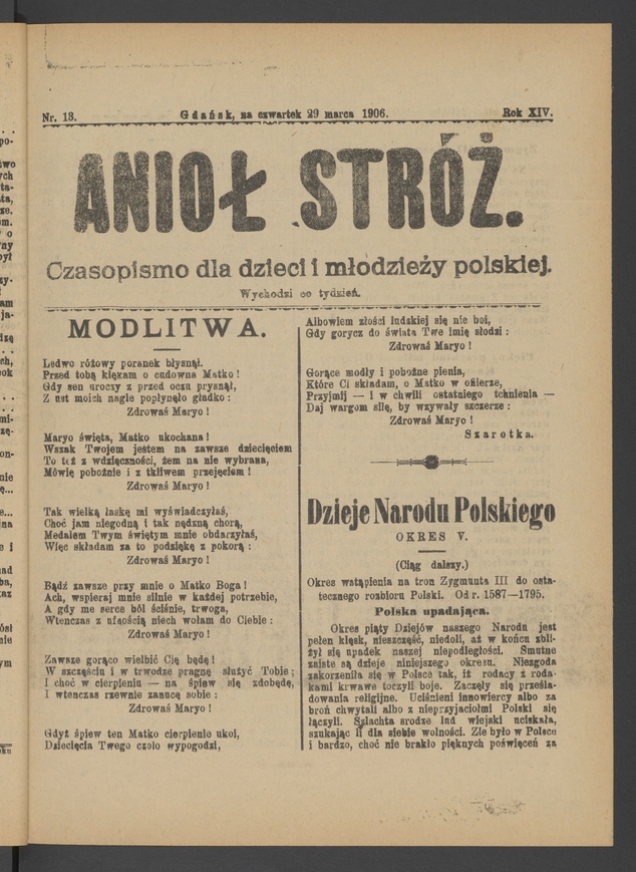 Nr. 13.
Gdańsk, na czwartek 29 marca 1906.
Rok XIV.
ANIOŁ STRÓŻ.
Czasopismo dla dzieci i młodzieży polskiej.
Wychodzi co tydzień.
MODLITWA.
Ledwo różowy poranek błysnął.
Przed tobą klękam o cudowna Matko!
Gdy sen uroczy z przed oczu prysnął,
Z ust moich nagle popłynęło gładko:
Zdrowaś Maryo!
Maryo święta, Matko ukochana!
Wszak Twojem jestem na zawsze dziecięciem
To też z wdzięczności, żem na nie wybrana,
Mówię pobożnie i z tkliwem przejęciem!
Zdrowaś Maryo!
Tak wielką łaskę mi wyświadczyłaś,
Choć jam niegodną i tak nędzną chorą,
Medalem Twym świętym mnie obdarzyłaś,
Więc składam za to podziękę z pokorą:
Zdrowaś Maryo!
Bądź zawsze przy mnie o Matko Boga!
Ach, wspieraj mnie silnie w każdej potrzebie,
A gdy me serce ból ściśnie, trwoga,
Wtenczas z ufnością niech wołam do Ciebie:
Zdrowaś Maryo!
Zawsze gorąco wielbić Cię będę!
W szczęściu i w trwodze pragnę służyć Tobie;
I choć w cierpieniu — na śpiew się zdobędę,
I wtenczas rzewnie zanucę sobie:
Zdrowaś Maryo!
Gdyż śpiew ten Matko cierpienie ukoi,
Dziecięcia Twego czoło wypogodzi,
Albowiem złości ludzkiej się nie boi,
Gdy gorycz do świata Twe imię słodzi:
Zdrowaś Maryo!
Gorące modły i pobożne pienia,
Które Ci składam, o Matko w ofierze,
Przyjmij — i w chwili ostatniego tchnienia —
Daj wargom siłę, by wzywały szczerze:
Zdrowaś Maryo!
Szarotka.
Dzieje Narodu Polskiego
OKRES V.
(Ciąg dalszy.)
Okres wstąpienia na tron Zygmunta III do osta-
tecznego rozbioru Polski. Od r. 1587—1795.
Polska upadająca.
Okres piąty Dziejów naszego Narodu jest
pełen klęsk, nieszczęść, niedoli, aż w końcu zbli-
żył się upadek naszej niepodległości. Smutne
zaiste są dzieje niniejszego okresu. Niezgoda
zakorzeniła się w Polsce tak, iż rodacy z roda-
kami krwawe toczyli boje. Zaczęły się prześla-
dowania religijne. Uciśnieni innowiercy albo za
broń chwytali albo z nieprzyjaciołmi Polski się
łączyli. Szlachta srodze lud wiejski uciskała,
szukając li dla siebie wolności. Źle było w Polsce
i bardzo, choć nie brakło pięknych poświęceń za